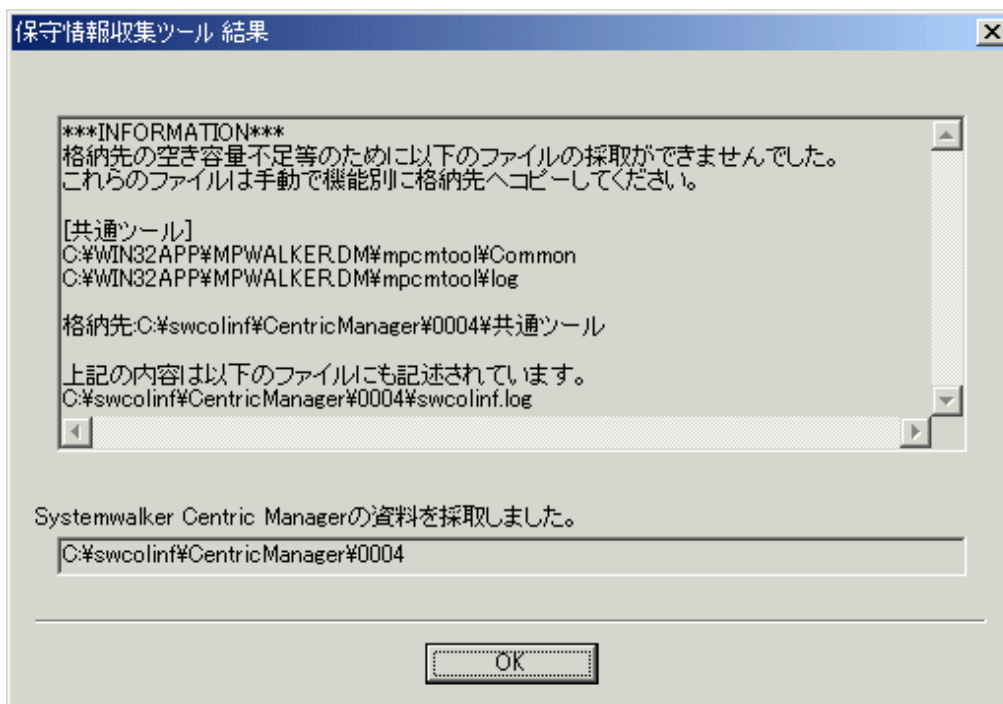 保守情報収集ツール 結果
***INFORMATION***
格納先の空き容量不足等のために以下のファイルの採取ができませんでした。
これらのファイルは手動で機能別に格納先へコピーしてください。
[共通ツール]
C:¥WIN32APP¥MPWALKER.DM¥mpcmtool¥Common
C:¥WIN32APP¥MPWALKER.DM¥mpcmtool¥log
格納先:C:¥swcolinf¥CentricManager¥0004¥共通ツール
上記の内容は以下のファイルにも記述されています。
C:¥swcolinf¥CentricManager¥0004¥swcolinf.log
Systemwalker Centric Managerの資料を採取しました。
C:¥swcolinf¥CentricManager¥0004
OK